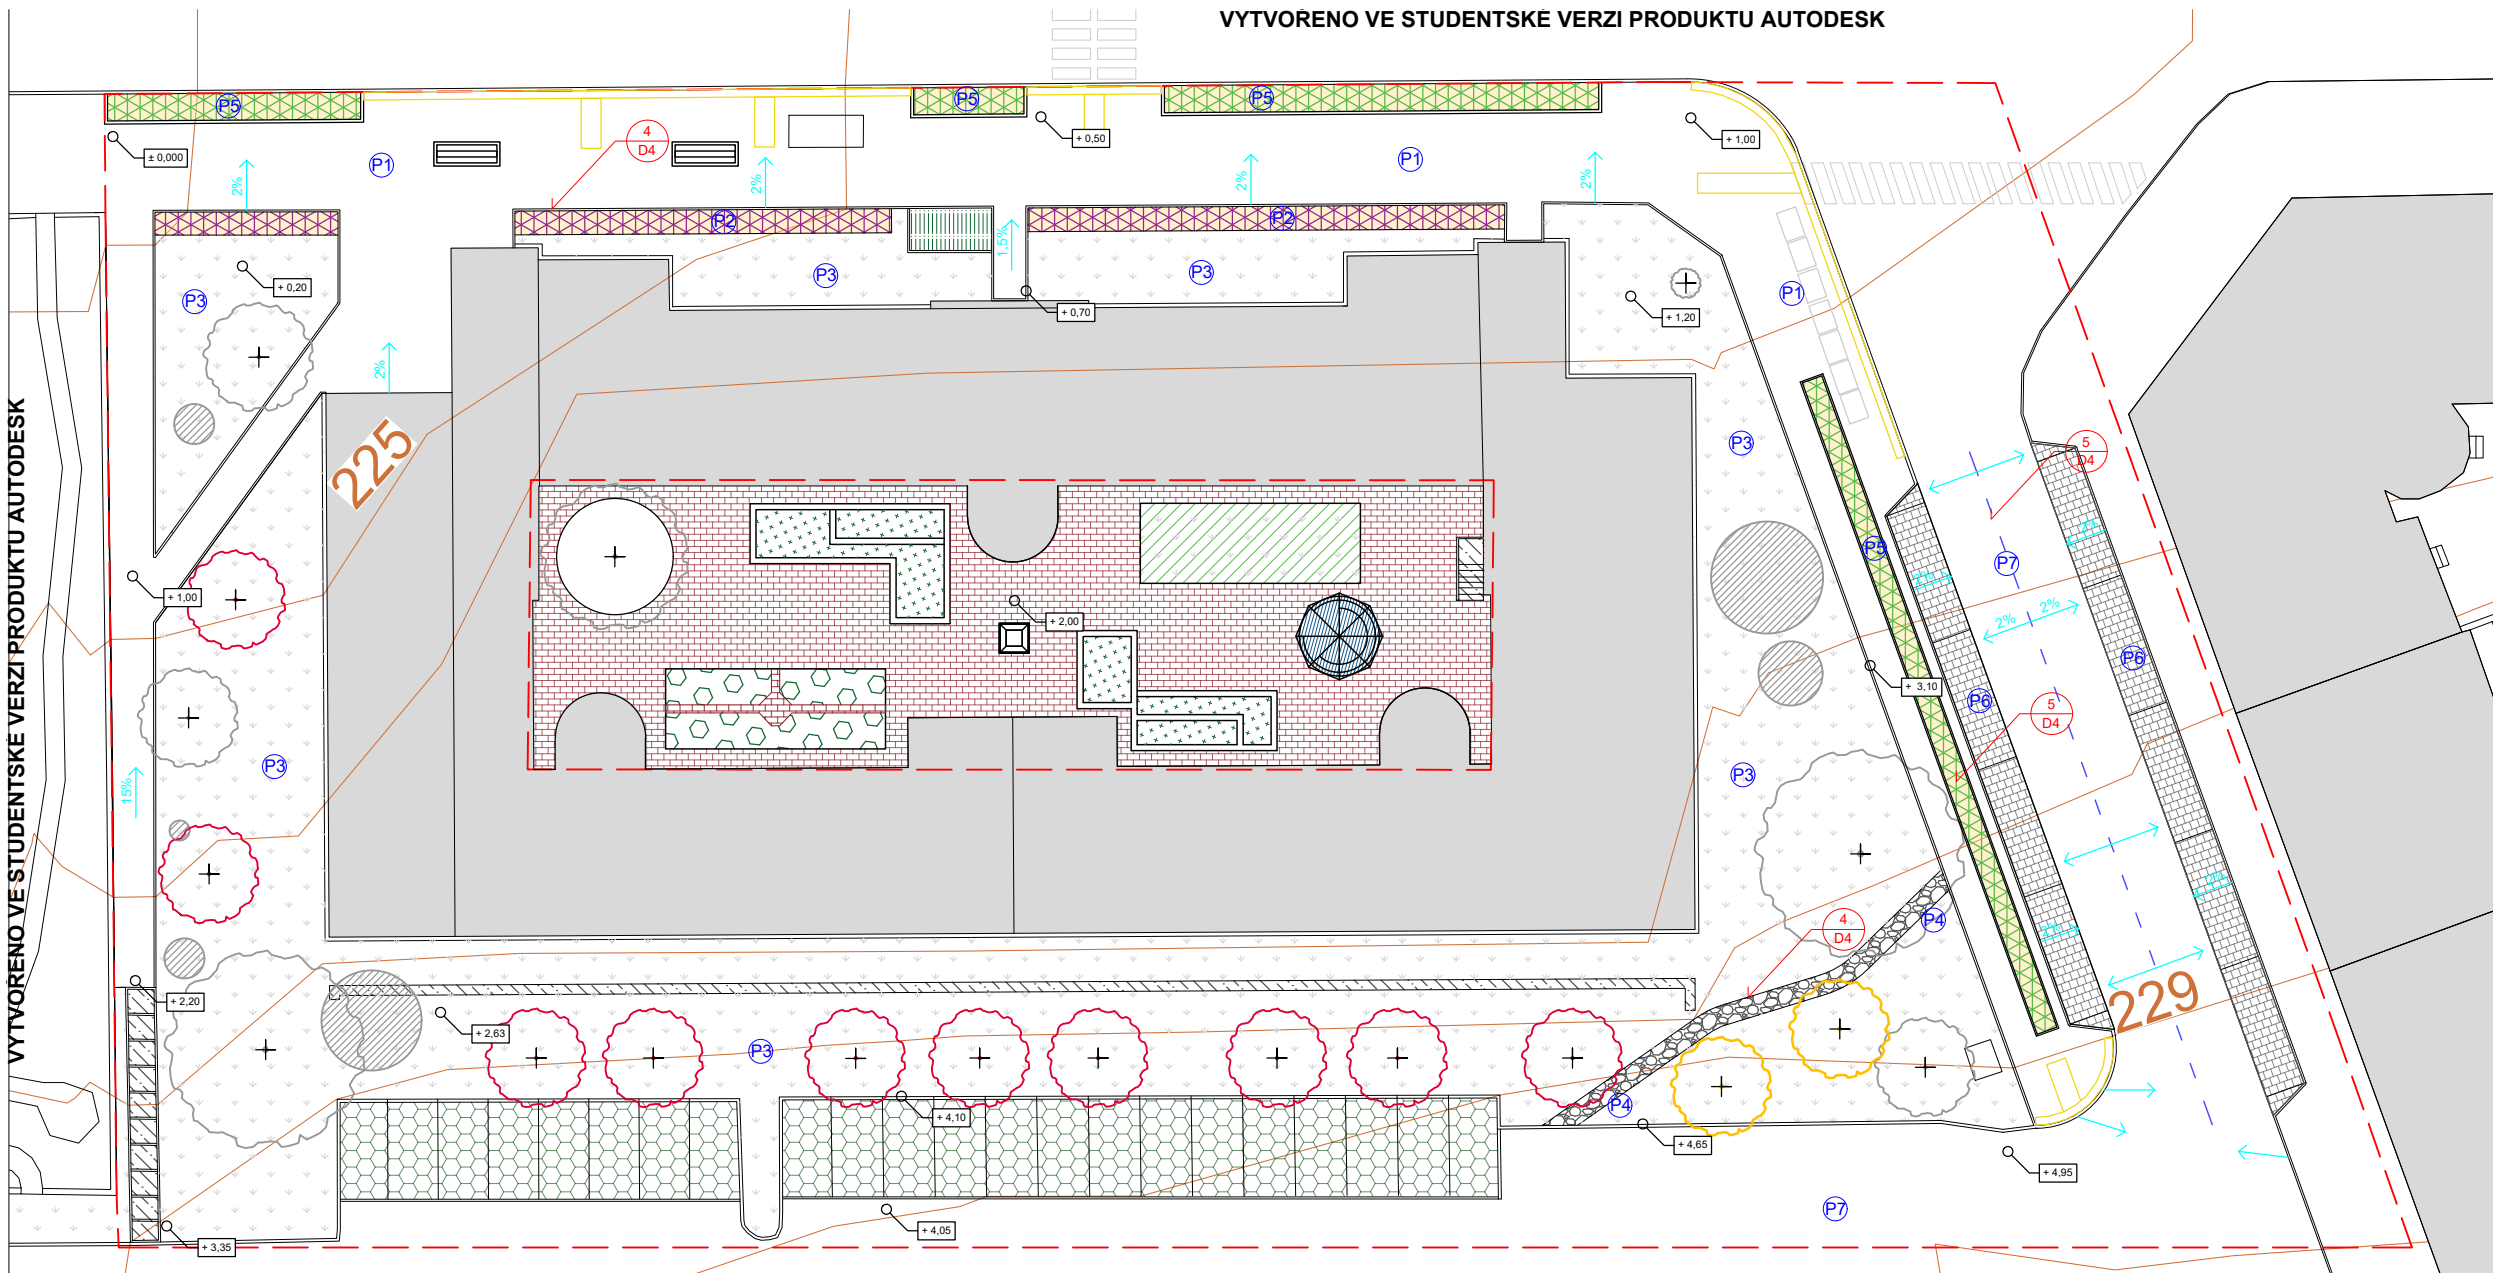 VYTVOŘENO VE STUDENTSKÉ VERZI PRODUKTU AUTODESK
P5
P5
P5
± 0,000
4
D4
+ 0,50
+ 1,00
P1
P1
2%
2%
2%
2%
P2
P2
1,5%
+ 0,20
P3
P3
P3
P1
+ 0,70
+ 1,20
2%
225
P3
VYTVOŘENO VE STUDENTSKÉ VERZI PRODUKTU AUTODESK
5
D4
2%
P5
P7
2%
+ 1,00
+ 2,00
2%
2%
P6
+ 3,10
P6
5
D4
P3
P3
15%
2%
P4
4
D4
2%
229
+ 2,20
+ 2,63
P3
+ 4,10
P4
+ 4,65
+ 4,95
P7
+ 4,05
+ 3,35